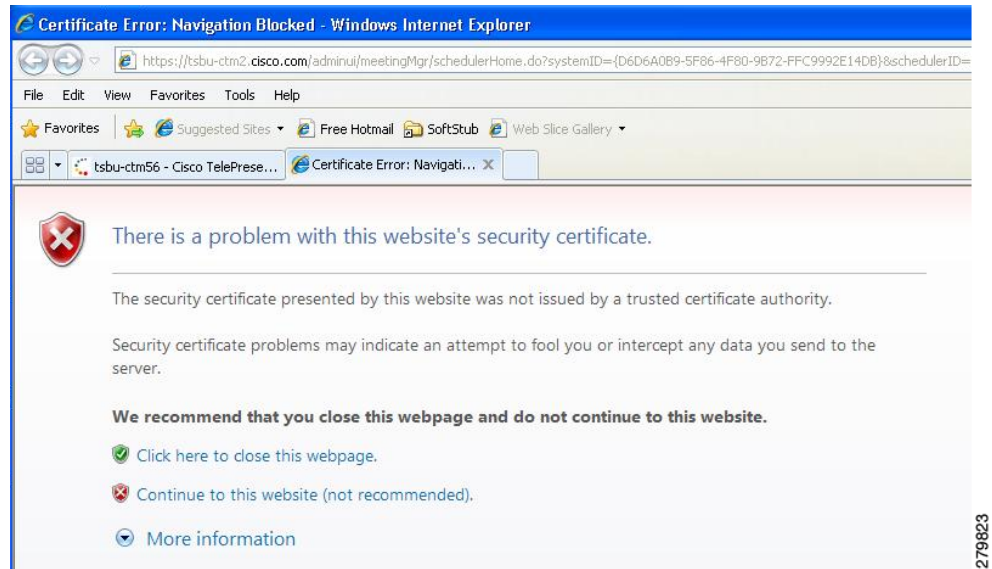 Certificate Error: Navigation Blocked - Windows Internet Explorer
https://tsbu-ctm2.cisco.com/adminui/meetingMgr/schedulerHome.do?systemID={D6D6A0B9-5F86-4F80-9B72-FFC9992E14DB}&schedulerID=
File Edit View Favorites Tools Help
Favorites Suggested Sites Free Hotmail SoftStub Web Slice Gallery
tsbu-ctm56 - Cisco TelePrese... Certificate Error: Navigati... X
There is a problem with this website's security certificate.
The security certificate presented by this website was not issued by a trusted certificate authority.
Security certificate problems may indicate an attempt to fool you or intercept any data you send to the
server.
We recommend that you close this webpage and do not continue to this website.
Click here to close this webpage.
Continue to this website (not recommended).
More information
279823